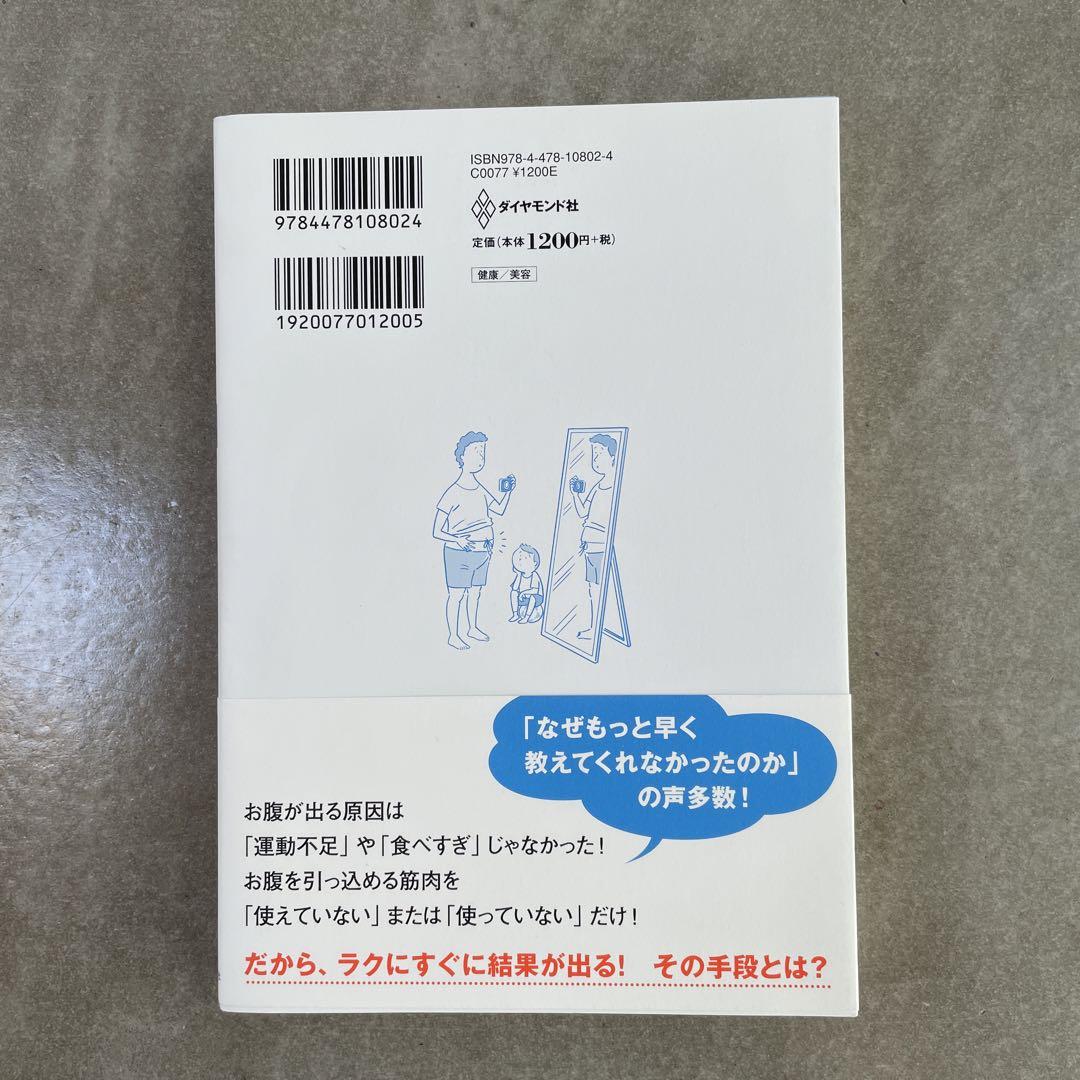 9784478108024
1920077012005
ISBN978-4-478-10802-4
C0077 ¥1200E
ダイヤモンド社
定価(本体1200円+税)
健康/美容
「なぜもっと早く
教えてくれなかったのか」
の声多数!
お腹が出る原因は
「運動不足」や「食べすぎ」じゃなかった!
お腹を引っ込める筋肉を
「使えていない」または「使っていない」だけ!
だから、ラクにすぐに結果が出る! その手段とは?